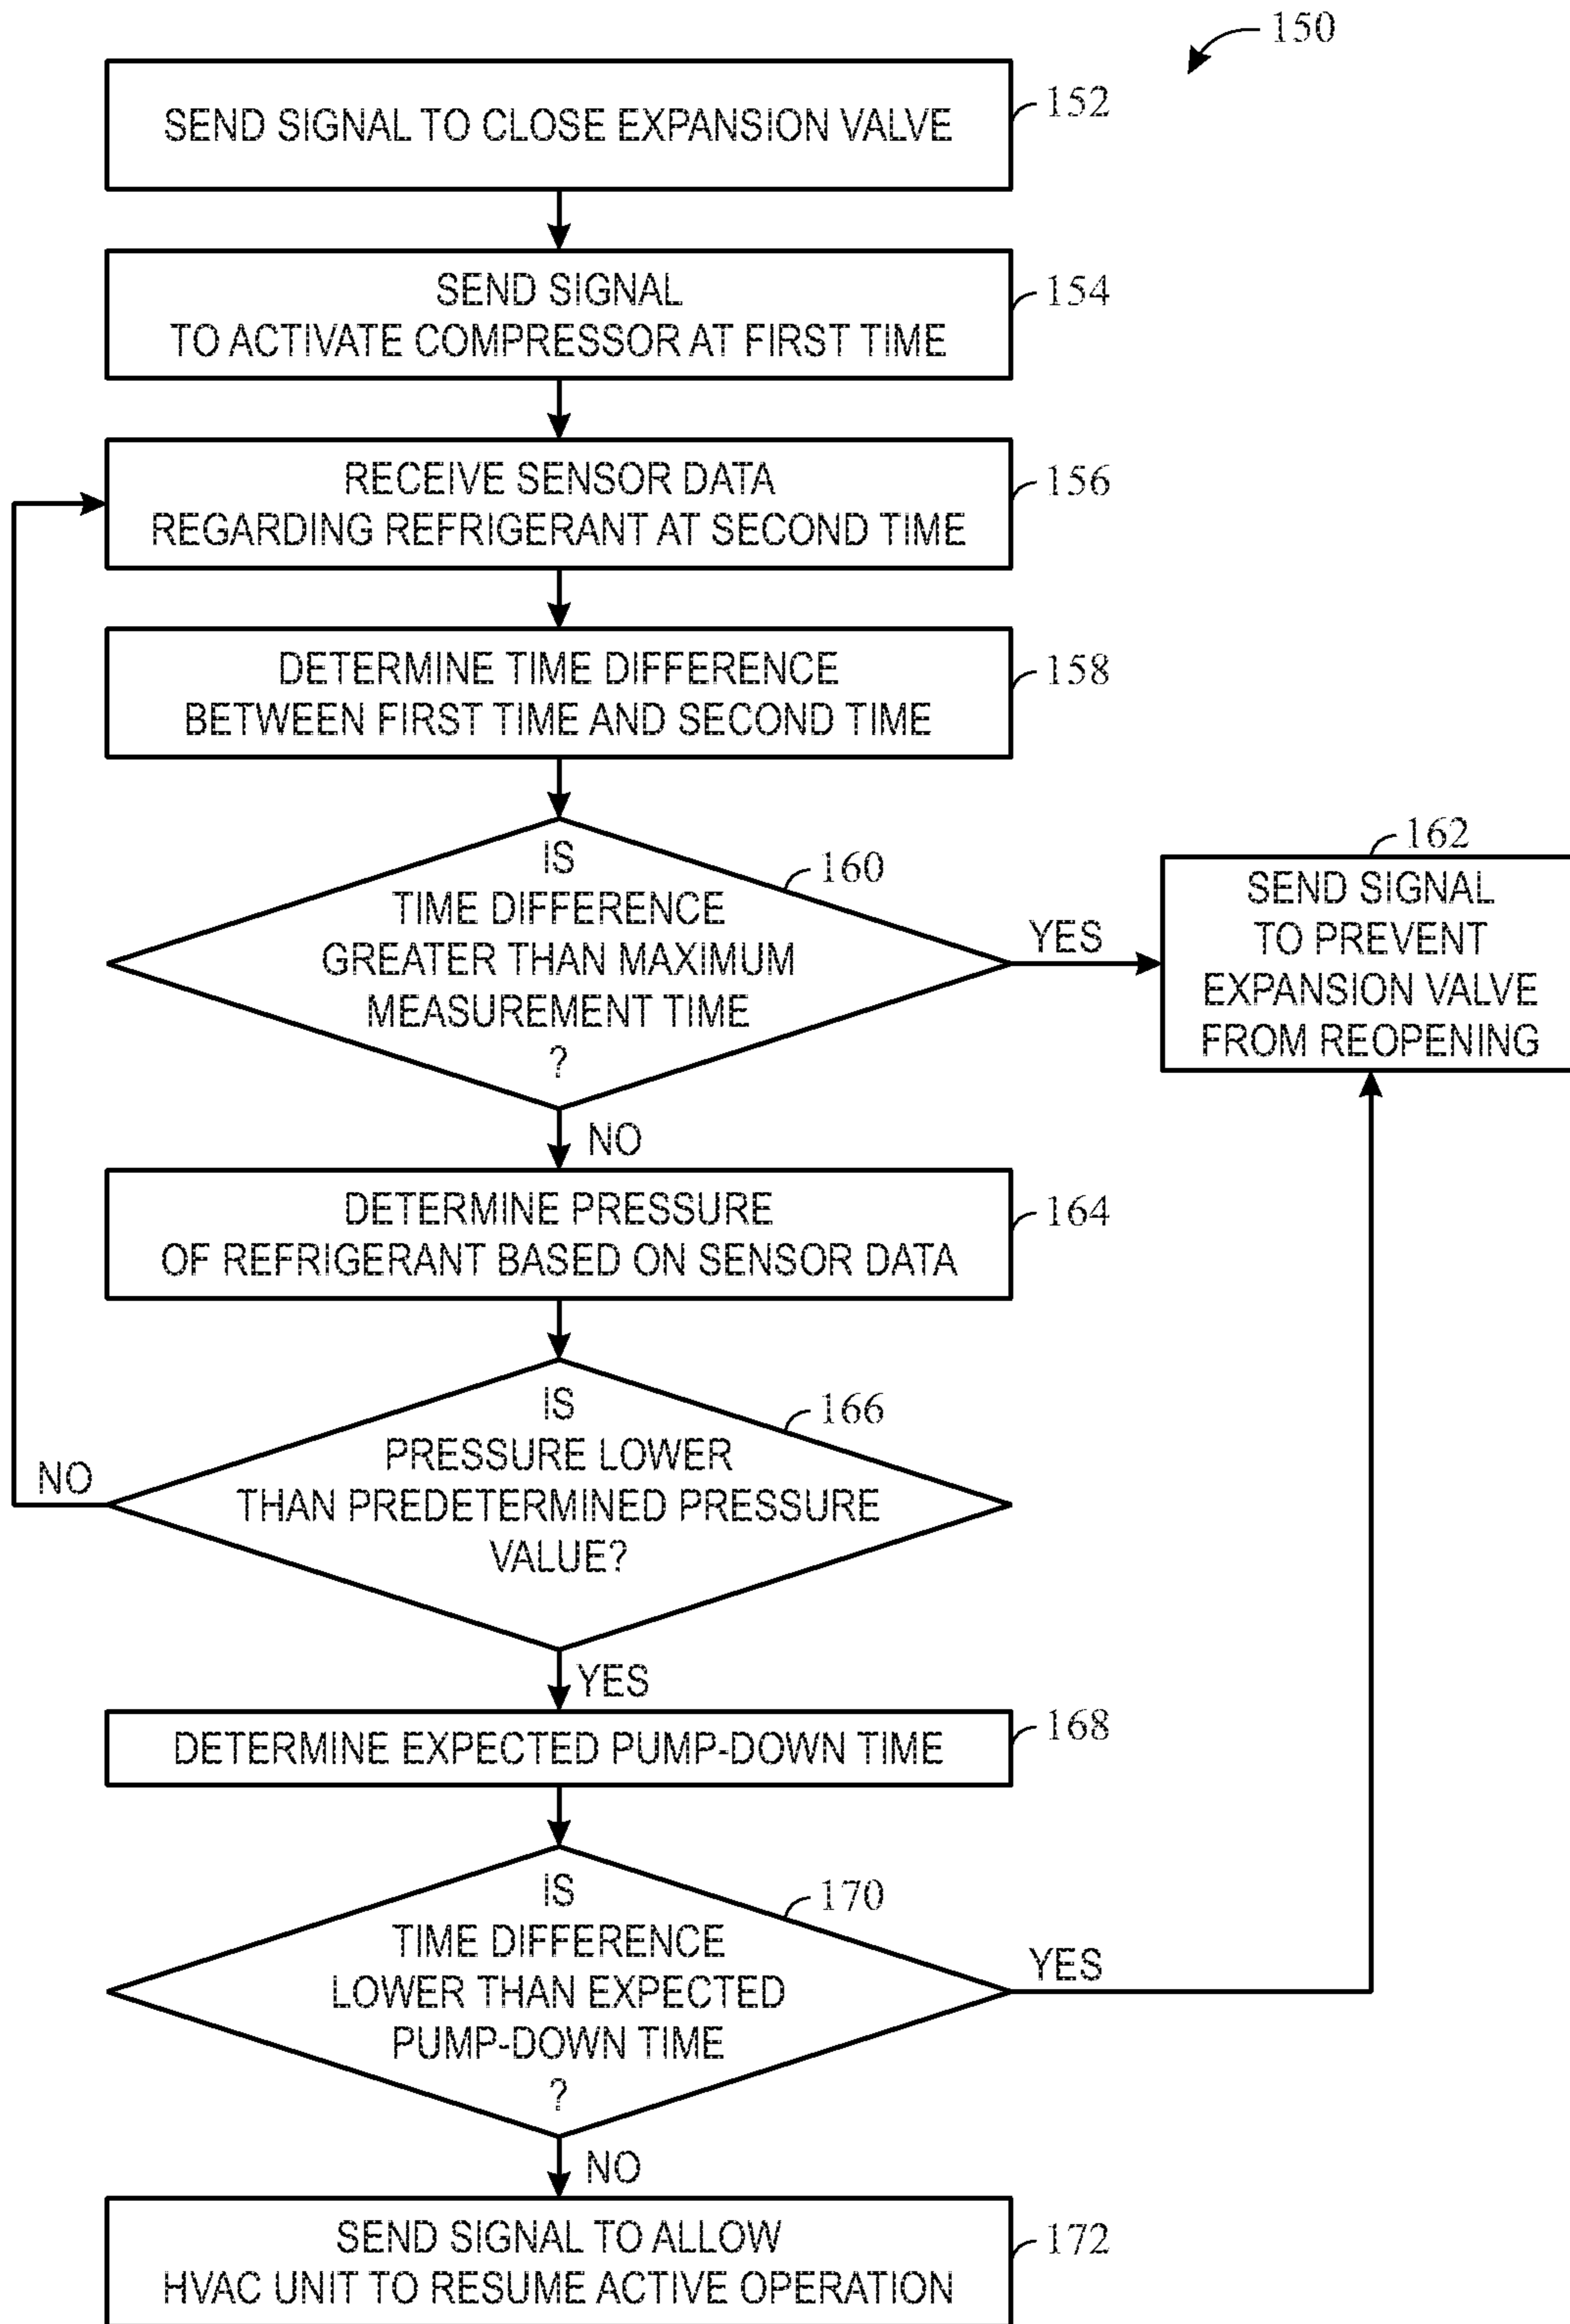 150
SEND SIGNAL TO CLOSE EXPANSION VALVE
152
SEND SIGNAL
TO ACTIVATE COMPRESSOR AT FIRST TIME
154
RECEIVE SENSOR DATA
REGARDING REFRIGERANT AT SECOND TIME
156
DETERMINE TIME DIFFERENCE
BETWEEN FIRST TIME AND SECOND TIME
158
IS
TIME DIFFERENCE
GREATER THAN MAXIMUM
MEASUREMENT TIME
?
160
YES
162
SEND SIGNAL
TO PREVENT
EXPANSION VALVE
FROM REOPENING
NO
DETERMINE PRESSURE
OF REFRIGERANT BASED ON SENSOR DATA
164
IS
PRESSURE LOWER
THAN PREDETERMINED PRESSURE
VALUE?
166
NO
YES
DETERMINE EXPECTED PUMP-DOWN TIME
168
IS
TIME DIFFERENCE
LOWER THAN EXPECTED
PUMP-DOWN TIME
?
170
YES
NO
SEND SIGNAL TO ALLOW
HVAC UNIT TO RESUME ACTIVE OPERATION
172